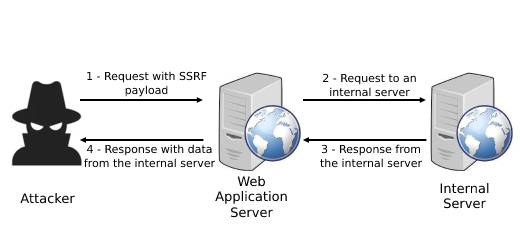 1 - Request with SSRF
payload
2 - Request to an
internal server
4 - Response with data
from the internal server
3 - Response from
the internal server
Attacker
Web
Application
Server
Internal
Server